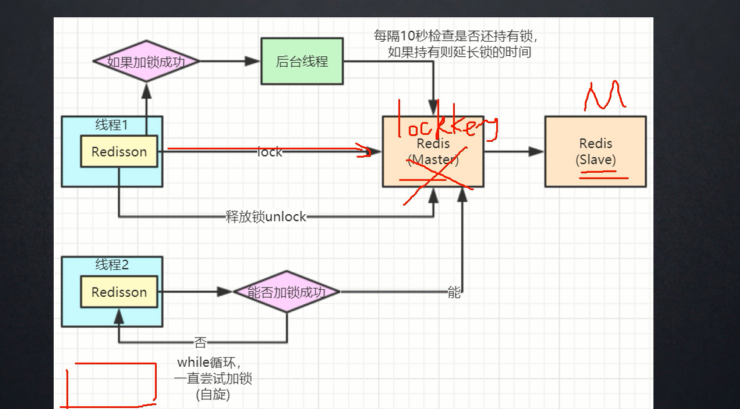 每隔10秒检查是否还持有锁，
如果持有则延长锁的时间
如果加锁成功
后台线程
M
lockkey
线程1
Redisson
lock
Redis
(Master)
Redis
(Slave)
释放锁unlock
线程2
Redisson
能否加锁成功
能
否
while循环，
一直尝试加锁
(自旋)